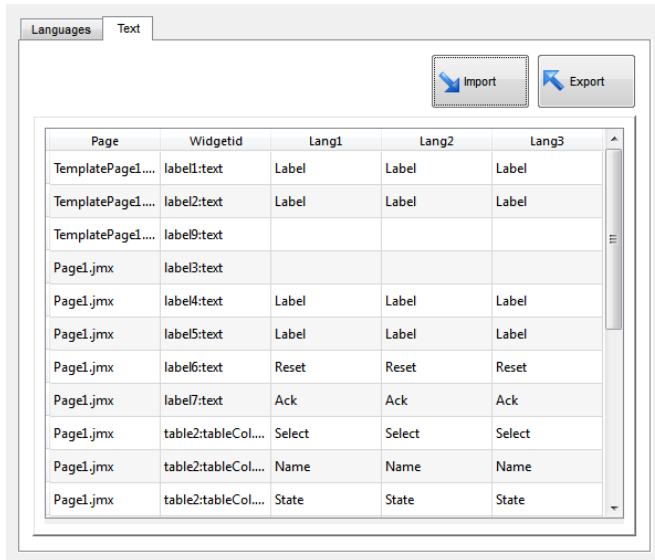 Languages Text
Import Export
Page Widgetid Lang1 Lang2 Lang3
TemplatePage1.... label1:text Label Label Label
TemplatePage1.... label2:text Label Label Label
TemplatePage1.... label9:text
Page1.jmx label3:text
Page1.jmx label4:text Label Label Label
Page1.jmx label5:text Label Label Label
Page1.jmx label6:text Reset Reset Reset
Page1.jmx label7:text Ack Ack Ack
Page1.jmx table2:tableCol.... Select Select Select
Page1.jmx table2:tableCol.... Name Name Name
Page1.jmx table2:tableCol.... State State State